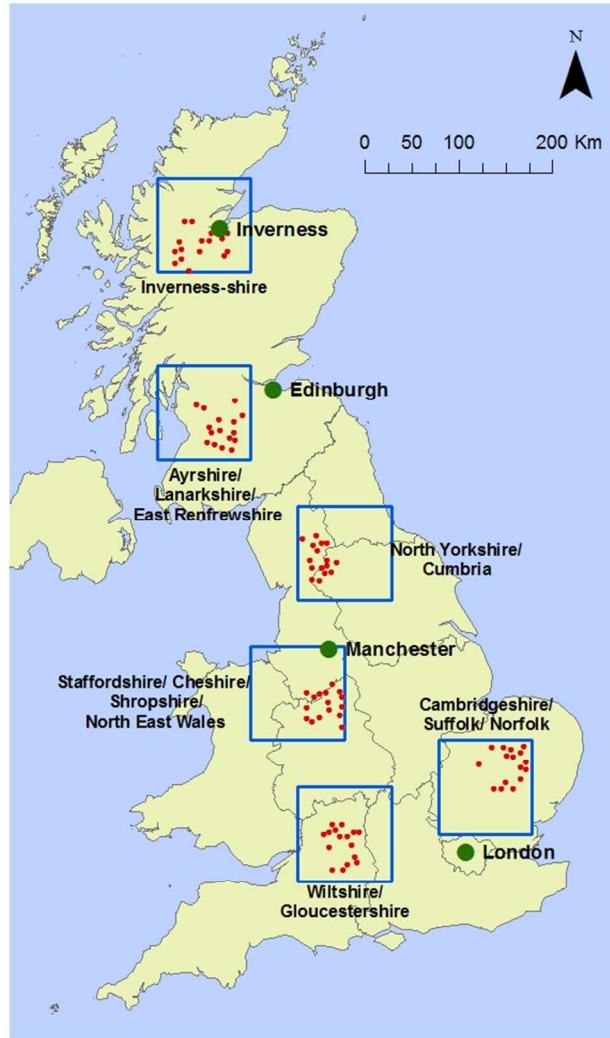 N
0 50 100 200 Km
Inverness
Inverness-shire
Edinburgh
Ayrshire/
Lanarkshire/
East Renfrewshire
North Yorkshire/
Cumbria
Manchester
Staffordshire/ Cheshire/
Shropshire/
North East Wales
Cambridgeshire/
Suffolk/ Norfolk
London
Wiltshire/
Gloucestershire